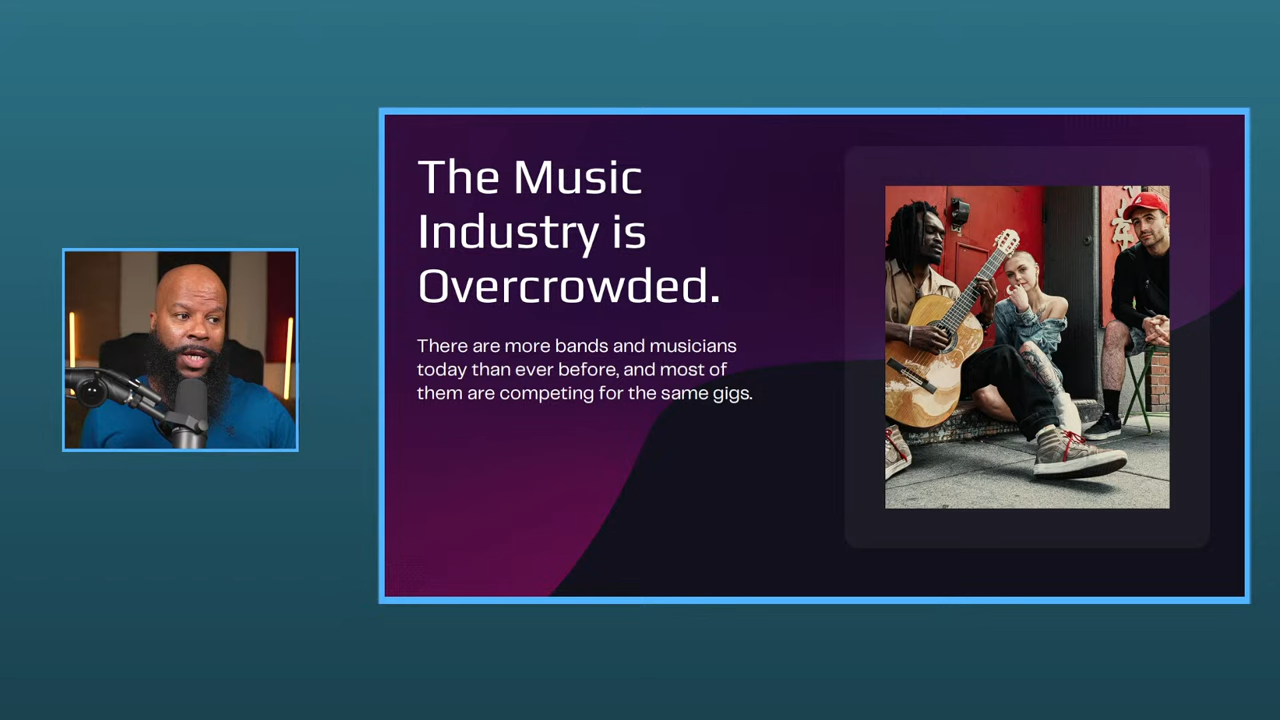 The Music
Industry is
Overcrowded.
There are more bands and musicians
today than ever before, and most of
them are competing for the same gigs.